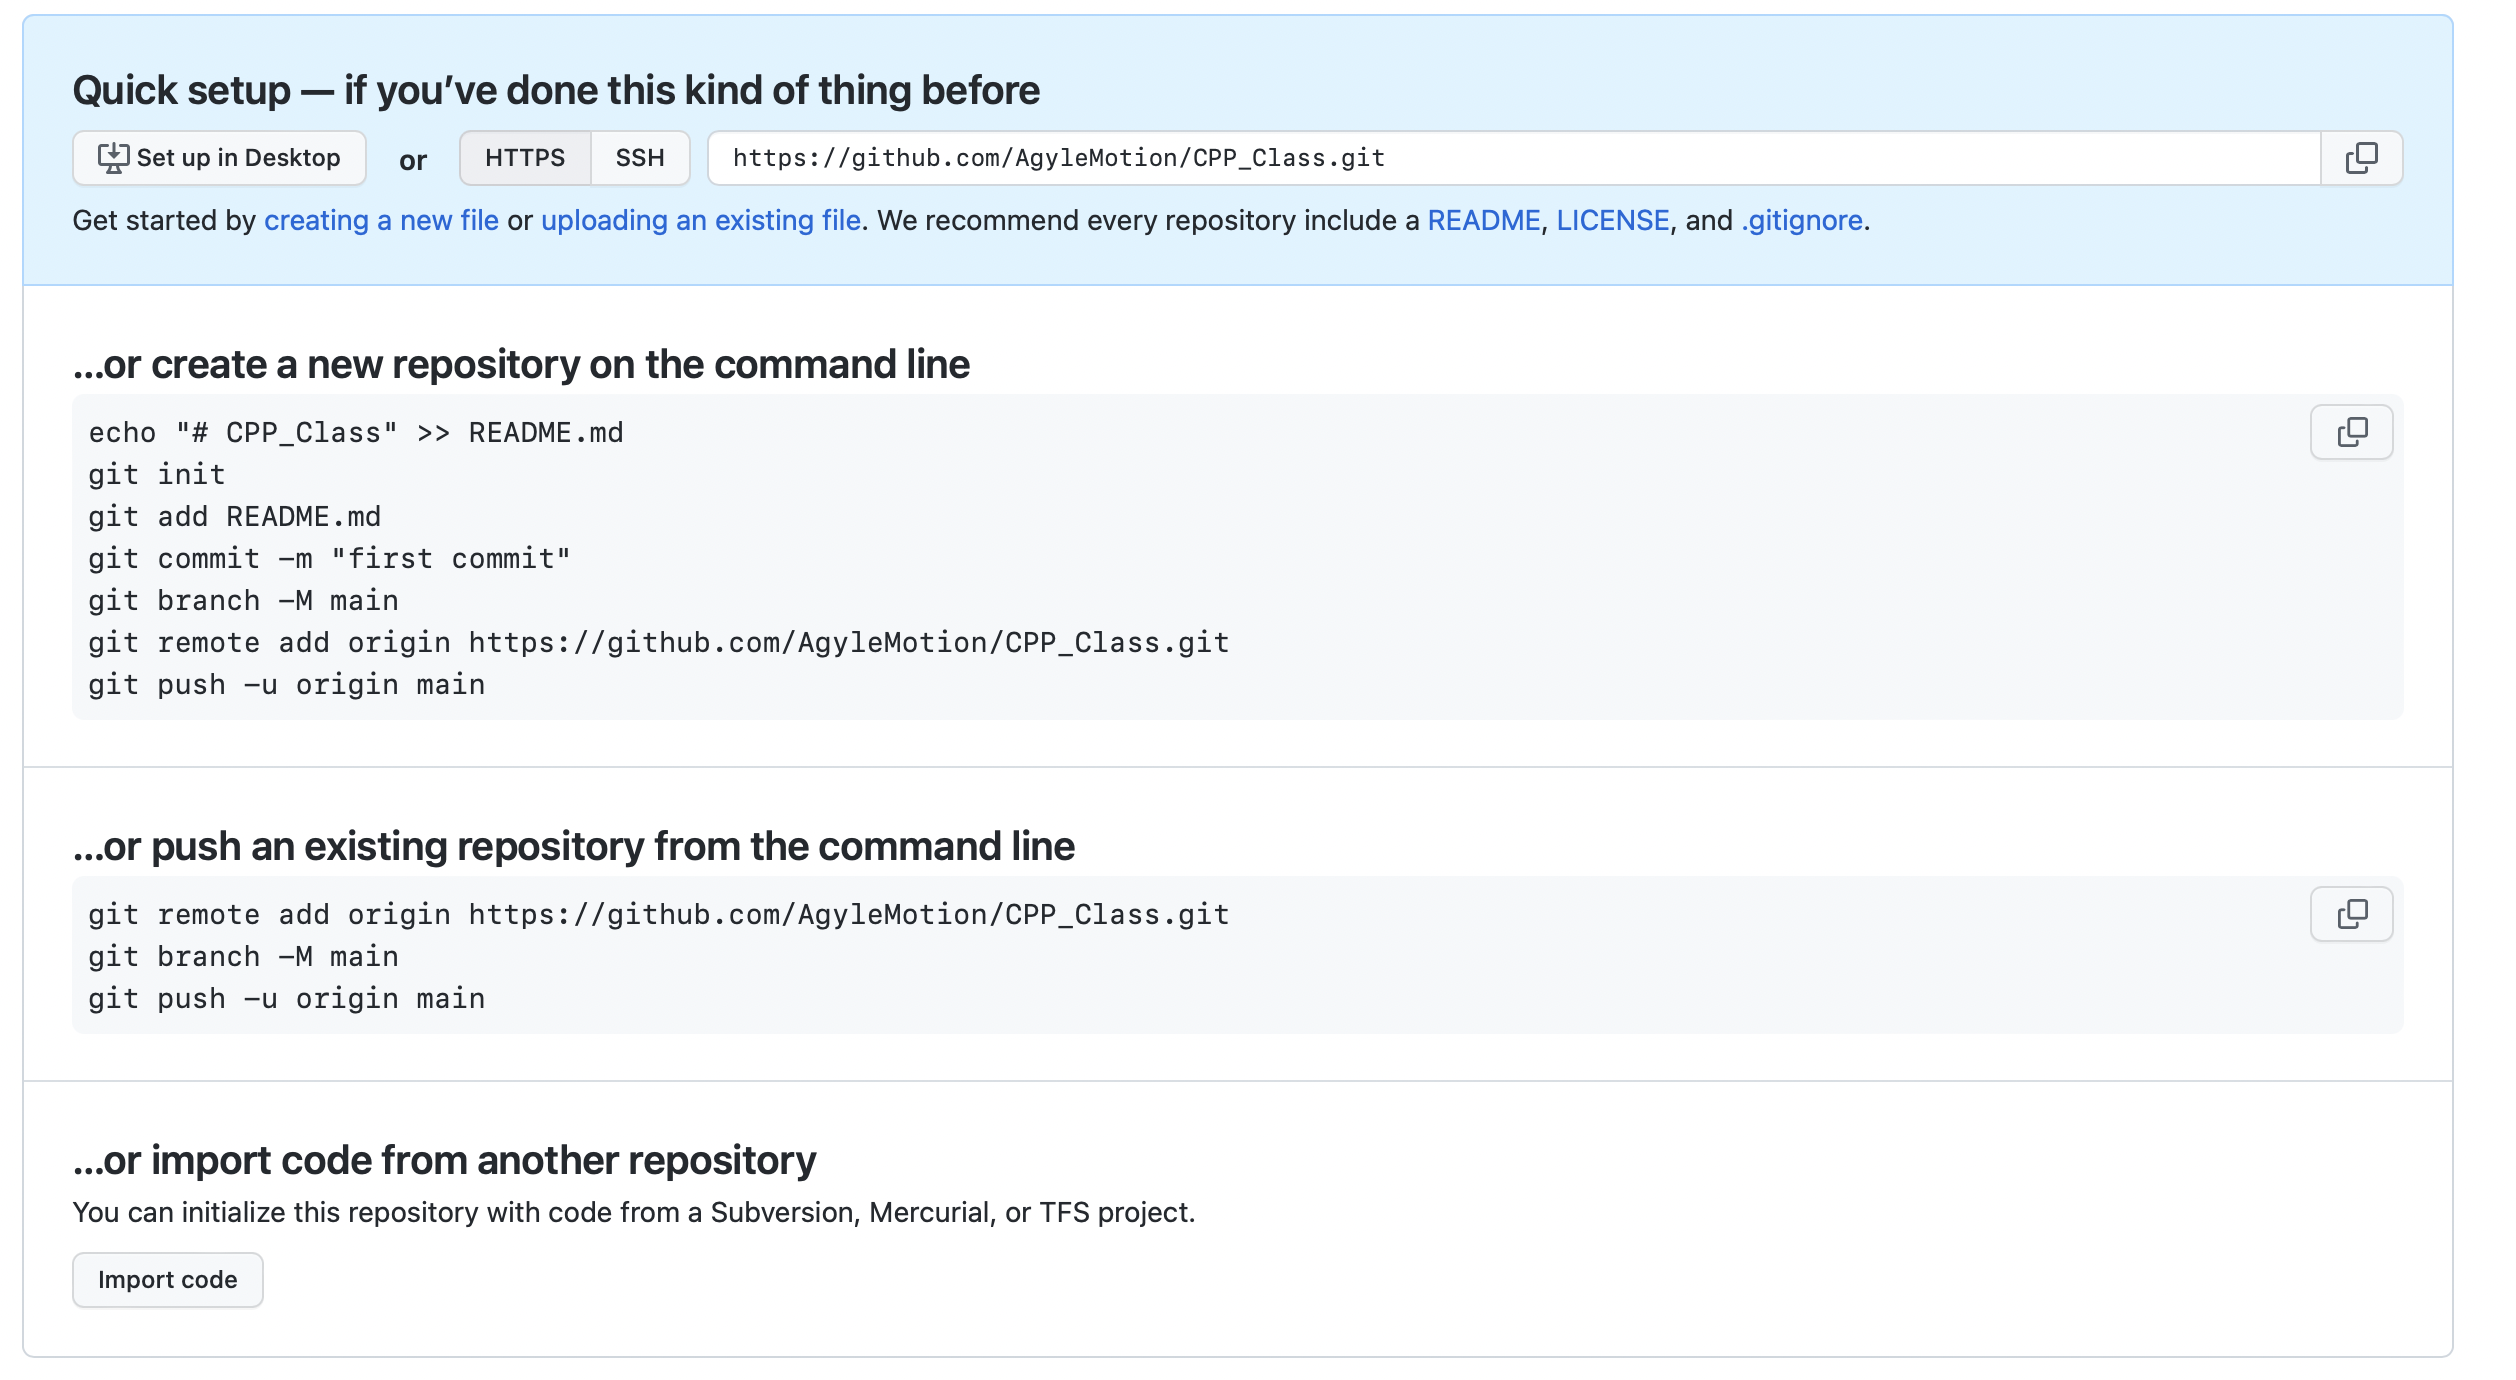 Quick setup — if you’ve done this kind of thing before
Set up in Desktop or HTTPS SSH https://github.com/AgyleMotion/CPP_Class.git
Get started by creating a new file or uploading an existing file. We recommend every repository include a README, LICENSE, and .gitignore.
…or create a new repository on the command line
echo "# CPP_Class" >> README.md
git init
git add README.md
git commit -m "first commit"
git branch -M main
git remote add origin https://github.com/AgyleMotion/CPP_Class.git
git push -u origin main
…or push an existing repository from the command line
git remote add origin https://github.com/AgyleMotion/CPP_Class.git
git branch -M main
git push -u origin main
…or import code from another repository
You can initialize this repository with code from a Subversion, Mercurial, or TFS project.
Import code